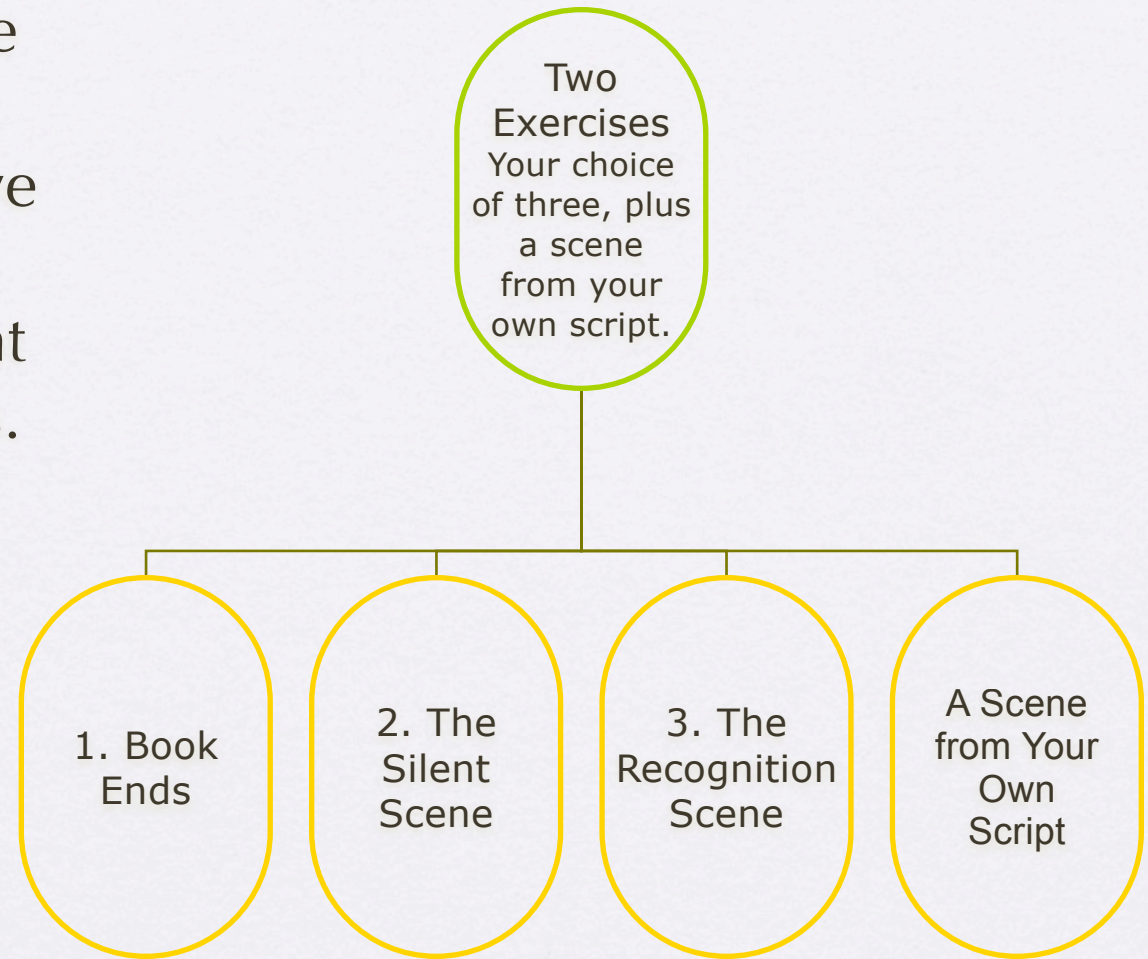 Two
Exercises
Your choice
of three, plus
a scene
from your
own script.
1. Book
Ends
2. The
Silent
Scene
3. The
Recognition
Scene
A Scene
from Your
Own
Script